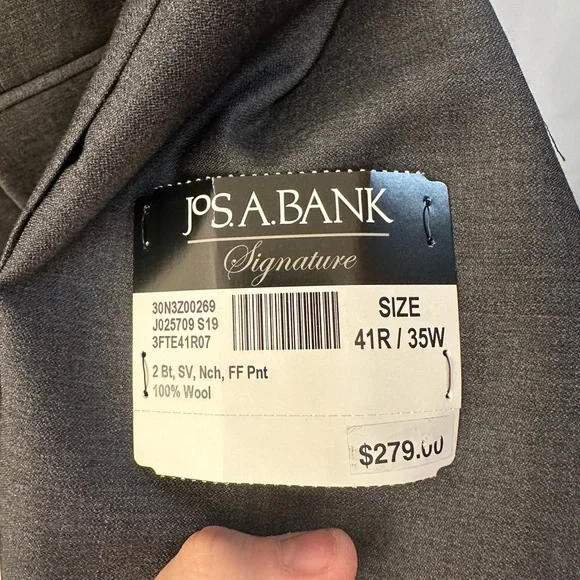 JoS. A. BANK
Signature
30N3Z00269
J025709 S19
3FTE41R07
SIZE
41R / 35W
2 Bt, SV, Nch, FF Pnt
100% Wool
$279.00